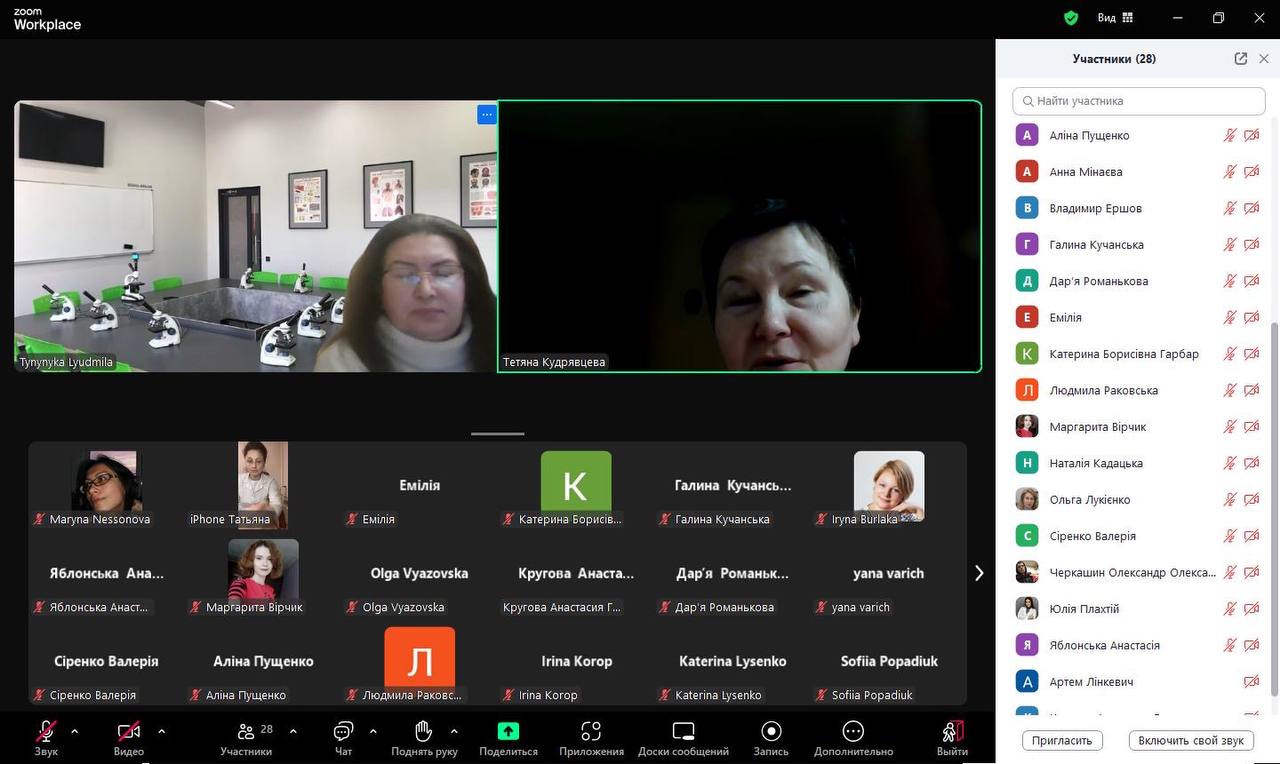 zoom
Workplace
Вид
Tynynyka Lyudmila
Тетяна Кудрявцева
Maryna Nessonova
iPhone Татьяна
Емілія
Емілія
К
Катерина Борисів...
Галина Кучансь...
Галина Кучанська
Iryna Burlaka
Яблонська Ана...
Яблонська Анаст...
Маргарита Вірчик
Olga Vyazovska
Olga Vyazovska
Кругова Анаста...
Кругова Анастасия Г...
Дар'я Романьк...
Дар'я Романькова
yana varich
yana varich
Сіренко Валерія
Сіренко Валерія
Аліна Пущенко
Аліна Пущенко
Л
Людмила Раковс...
Irina Korop
Irina Korop
Katerina Lysenko
Katerina Lysenko
Sofiia Popadiuk
Sofiia Popadiuk
Звук
Видео
Участники
28
Чат
Поднять руку
Поделиться
Приложения
Доски сообщений
Запись
Дополнительно
Выйти
Участники (28)
Найти участника
А Аліна Пущенко
А Анна Мінаєва
В Владимир Ершов
Г Галина Кучанська
Д Дар'я Романькова
Е Емілія
К Катерина Борисівна Гарбар
Л Людмила Раковська
Маргарита Вірчик
Н Наталія Кадацька
Ольга Лукієнко
С Сіренко Валерія
Черкашин Олександр Олекса...
Юлія Плахтій
Я Яблонська Анастасія
А Артем Лінкевич
Пригласить
Включить свой звук